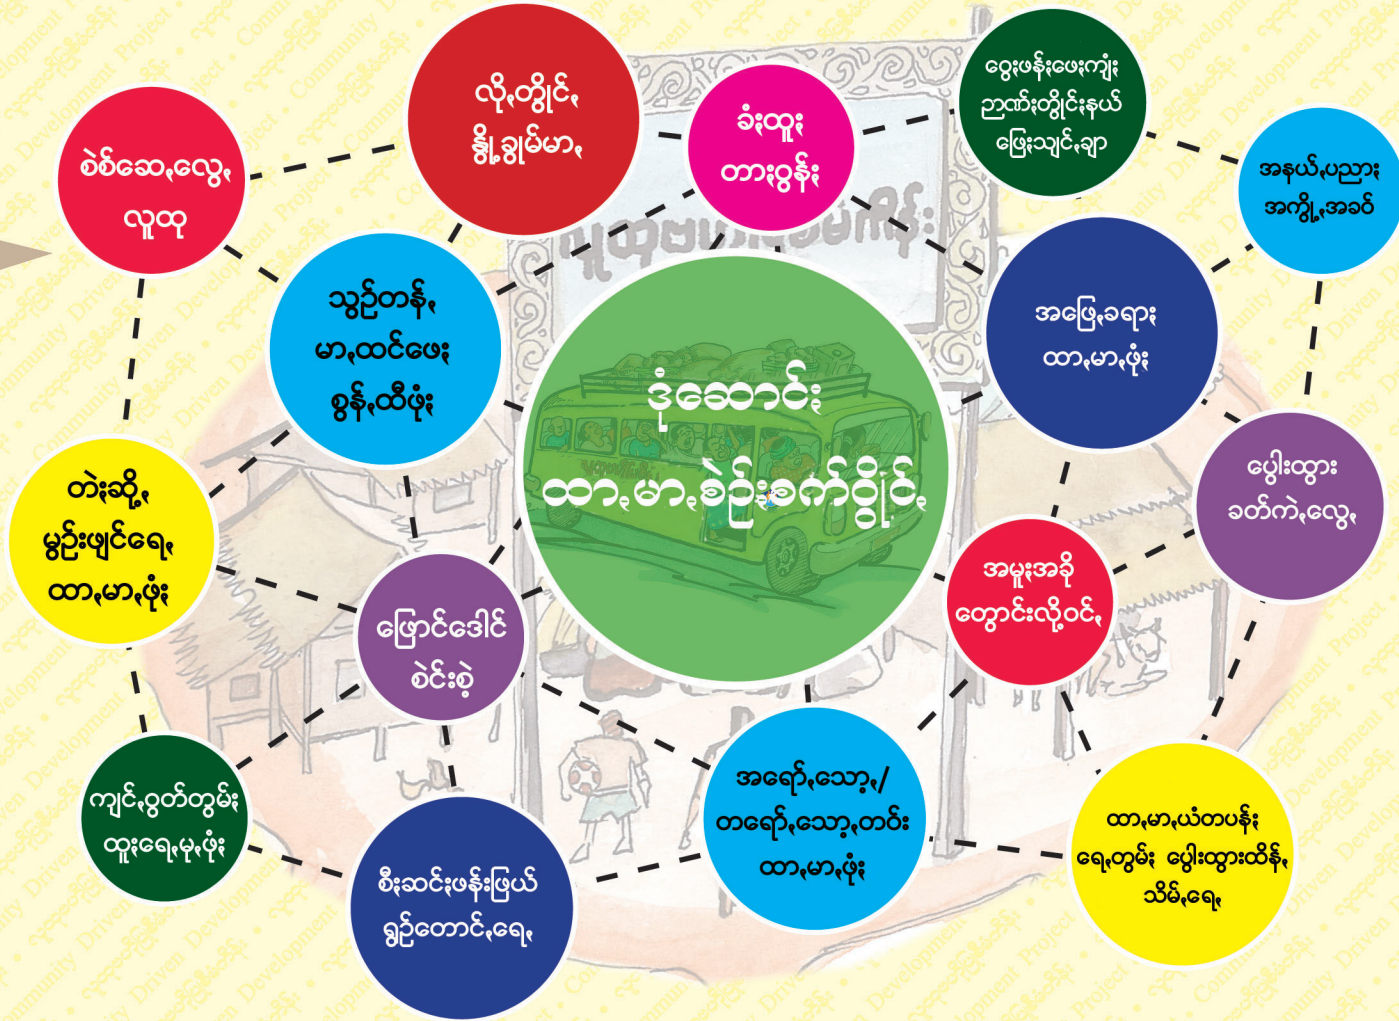 လိုႇတွိုင်ႇ
နွို့ၡွုမ်မာႇ
ခံႏထူႏ
တားႏပွန်ႏ
ဝွေႏဖန်ႏဖေႏကျံႏ
ဉာဏ်ႏတွိုင်ႏနယ်
ဖြေႏသျင်ႇချာ
စဲစ်ဆေႇလွေႇ
လူထု
အနယ်ႇပညာႏ
အကွို့ႇအခဝ်
သွဉ်တန်ႇ
မာႇထင်ဖေႏ
စွန်ႇထီဖုံႏ
အဖြေႇခရာႏ
ထာႇမာႇဖုံႏ
ဒုံဆောင်းႏ
ထာႇမာႇစဲဉ်ႏစက်ဝွိုင်ႇ
တဲႏဆို့ႇ
မွဉ်ႏဖျင်ရေႇ
ထာႇမာႇဖုံႏ
ပွေါႏထွား
ခတ်ကဲႇလွေႇ
အမူႏအခို
တွောင်ႏလို့ဝင်ႇ
ဖြောင်ဒေါင်
စဲင်ႏစွဲ
ကျင်ႇပွတ်တွမ်ႏ
ထူႏရေႇမုႇဖုံႏ
အရော်ႇသော့ႇ/
တရော်ႇသော့ႇတဝ်ႏ
ထာႇမာႇဖုံႏ
ထာႇမာႇယံတပန်ႏ
ရေႇတွမ်ႏ ပွေါႏထွားထိန်ႇ
သိမ်ႇရေႇ
စီႏဆင်ႏဖန်ႏဖြယ်
ရွဉ်တောင်ႇရေႇ